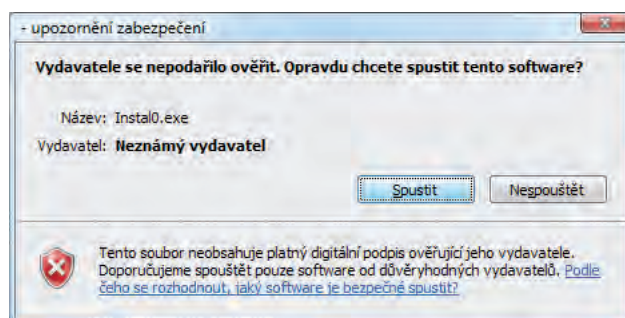 - upozornění zabezpečení
Vydavatele se nepodařilo ověřit. Opravdu chcete spustit tento software?
Název: Instal0.exe
Vydavatel: Neznámý vydavatel
Spustit Nespouštět
Tento soubor neobsahuje platný digitální podpis ověřující jeho vydavatele.
Doporučujeme spouštět pouze software od důvěryhodných vydavatelů. Podle
čeho se rozhodnout, jaký software je bezpečné spustit?